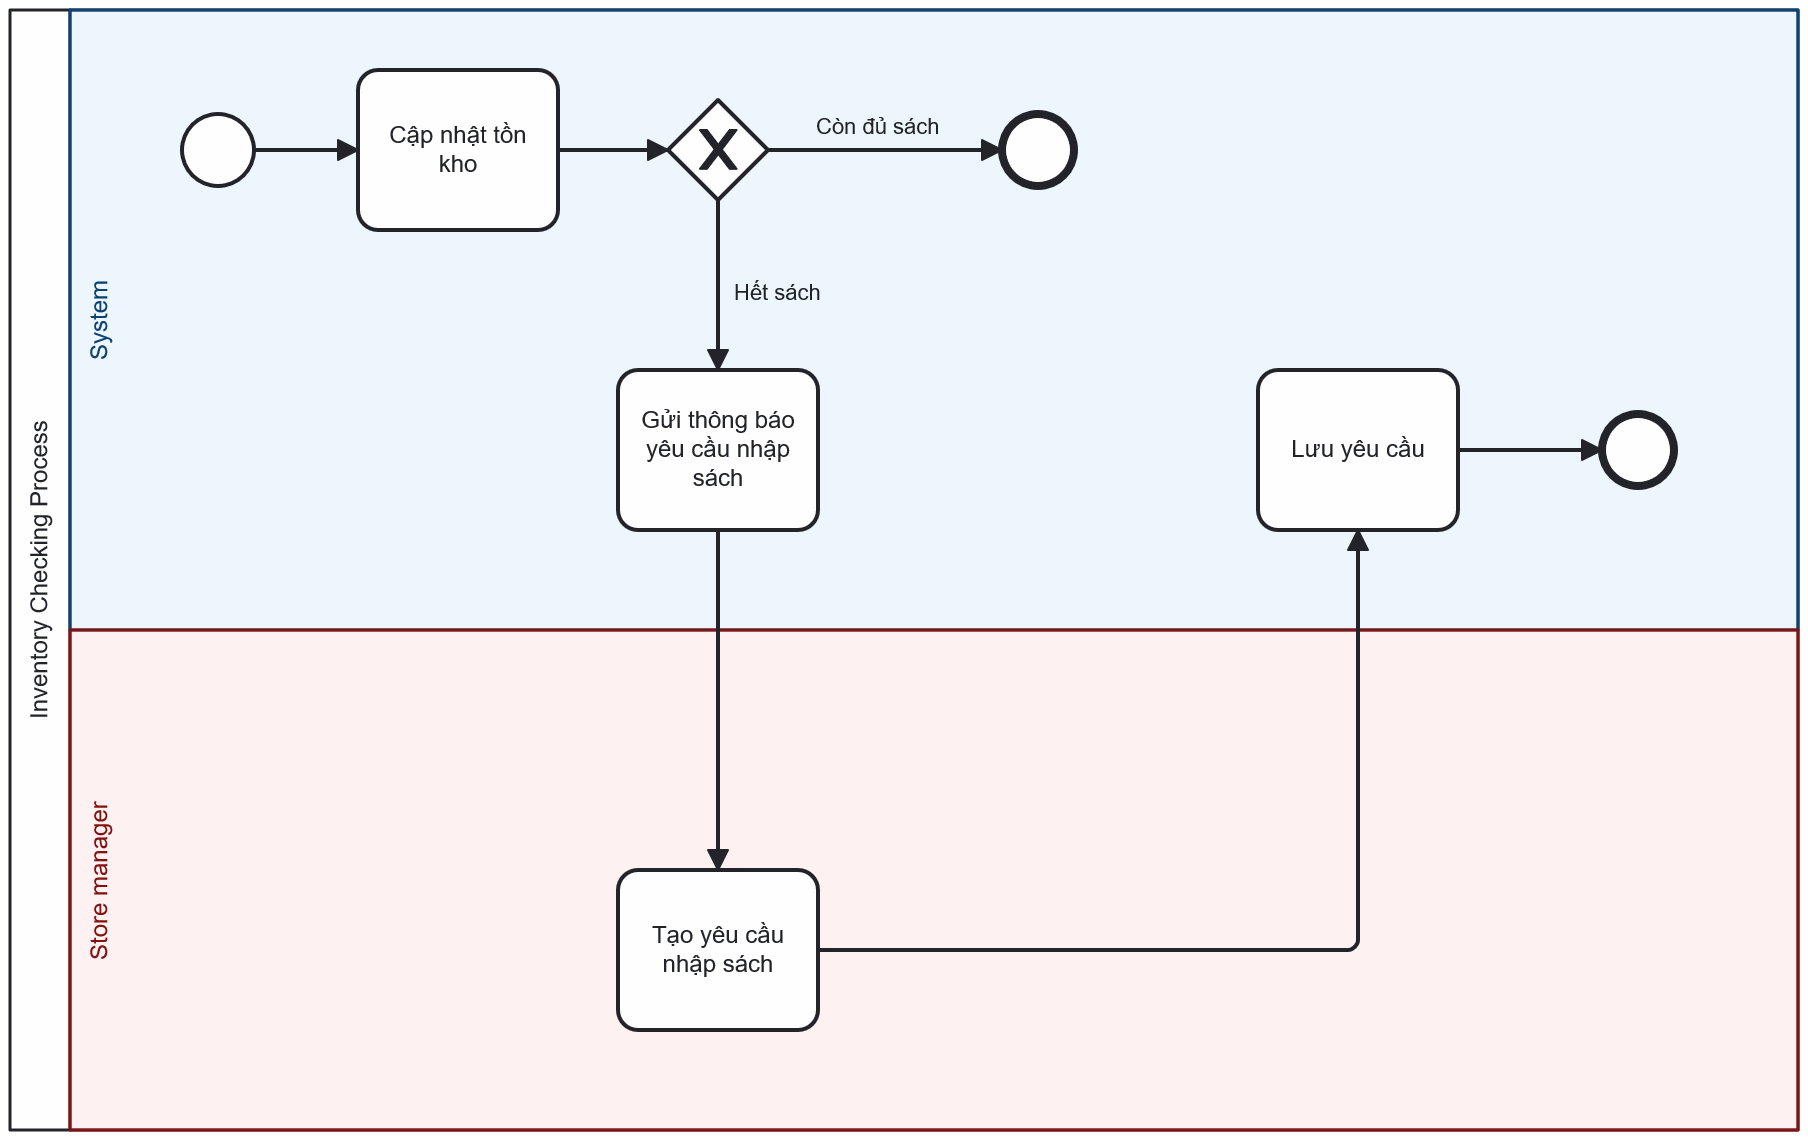 Inventory Checking Process
System
Cập nhật tồn
kho
X
Còn đủ sách
Hết sách
Gửi thông báo
yêu cầu nhập
sách
Lưu yêu cầu
Store manager
Tạo yêu cầu
nhập sách